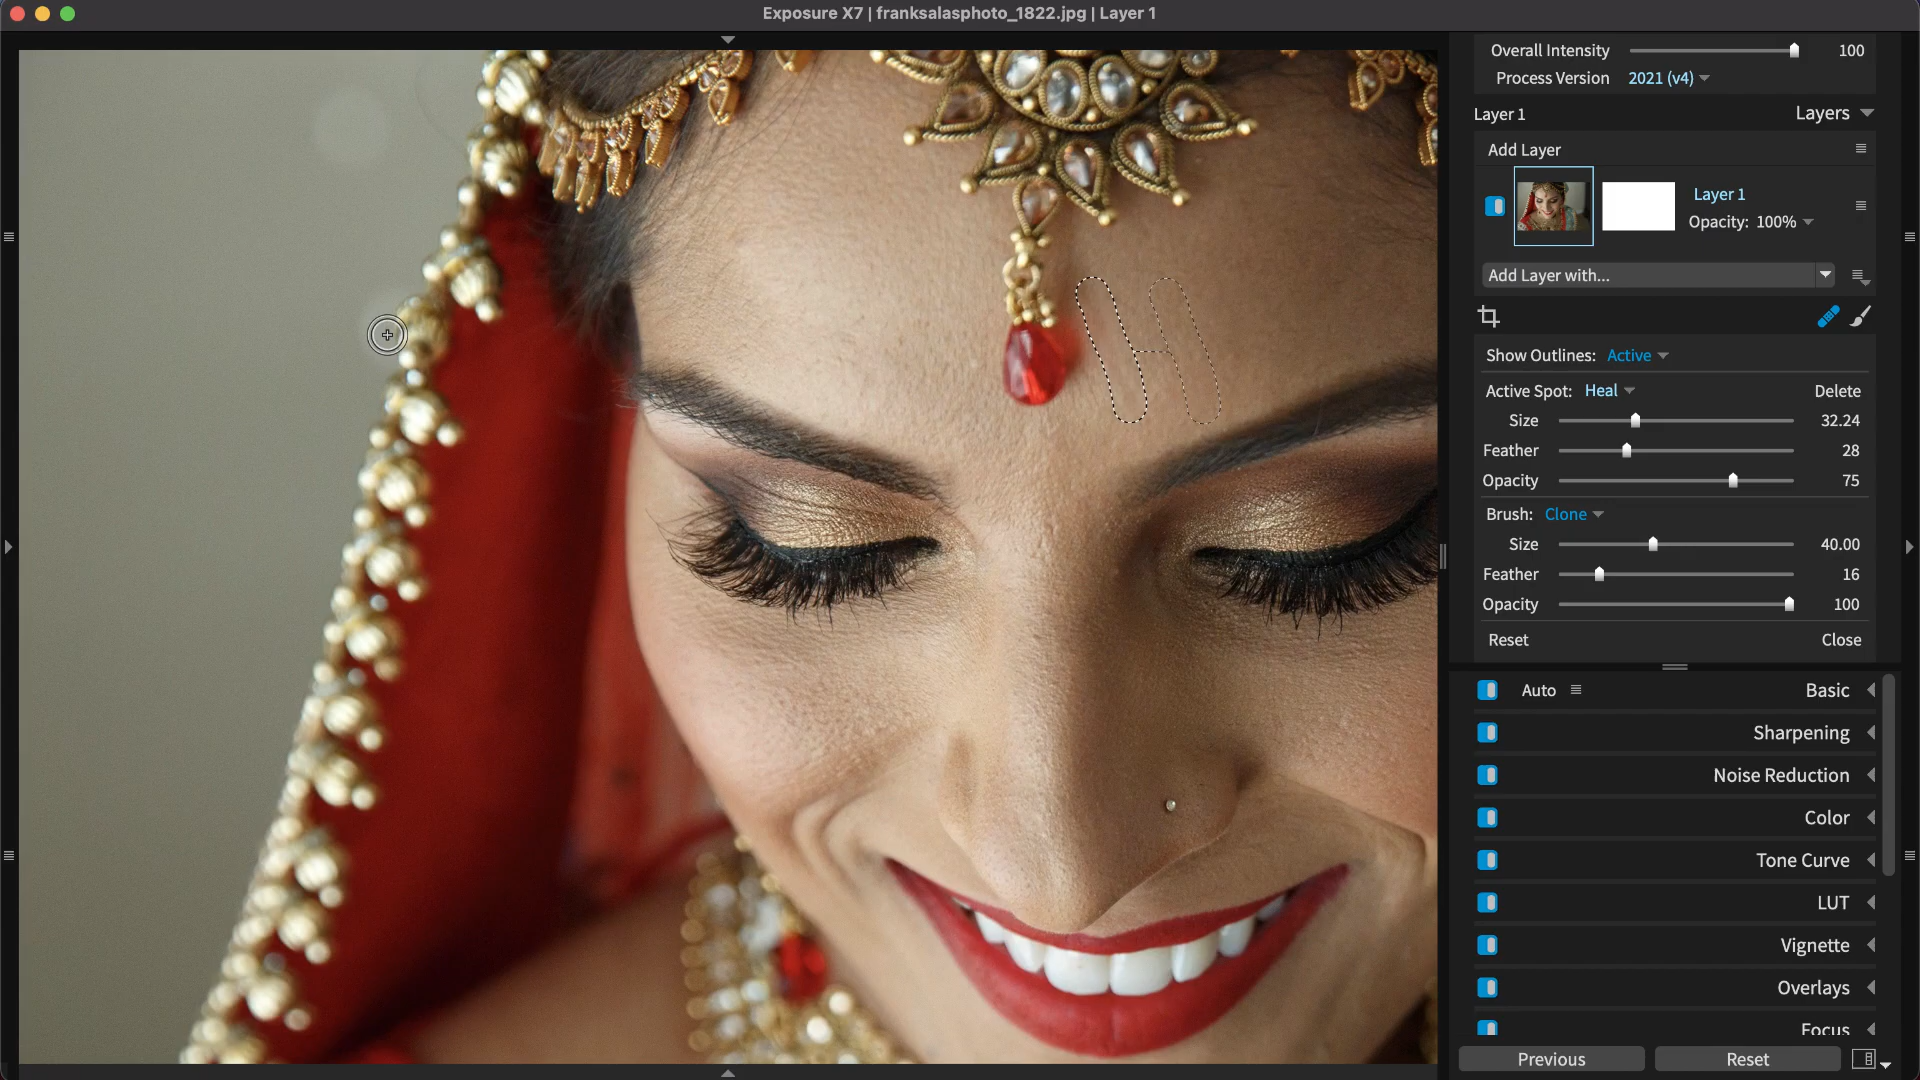 Exposure X7 | franksalasphoto_1822.jpg | Layer 1
Overall Intensity 100
Process Version 2021 (v4)
Layer 1 Layers
Add Layer
Layer 1
Opacity: 100%
Add Layer with...
Show Outlines: Active
Active Spot: Heal Delete
Size 32.24
Feather 28
Opacity 75
Brush: Clone
Size 40.00
Feather 16
Opacity 100
Reset Close
Auto Basic
Sharpening
Noise Reduction
Color
Tone Curve
LUT
Vignette
Overlays
Focus
Previous Reset